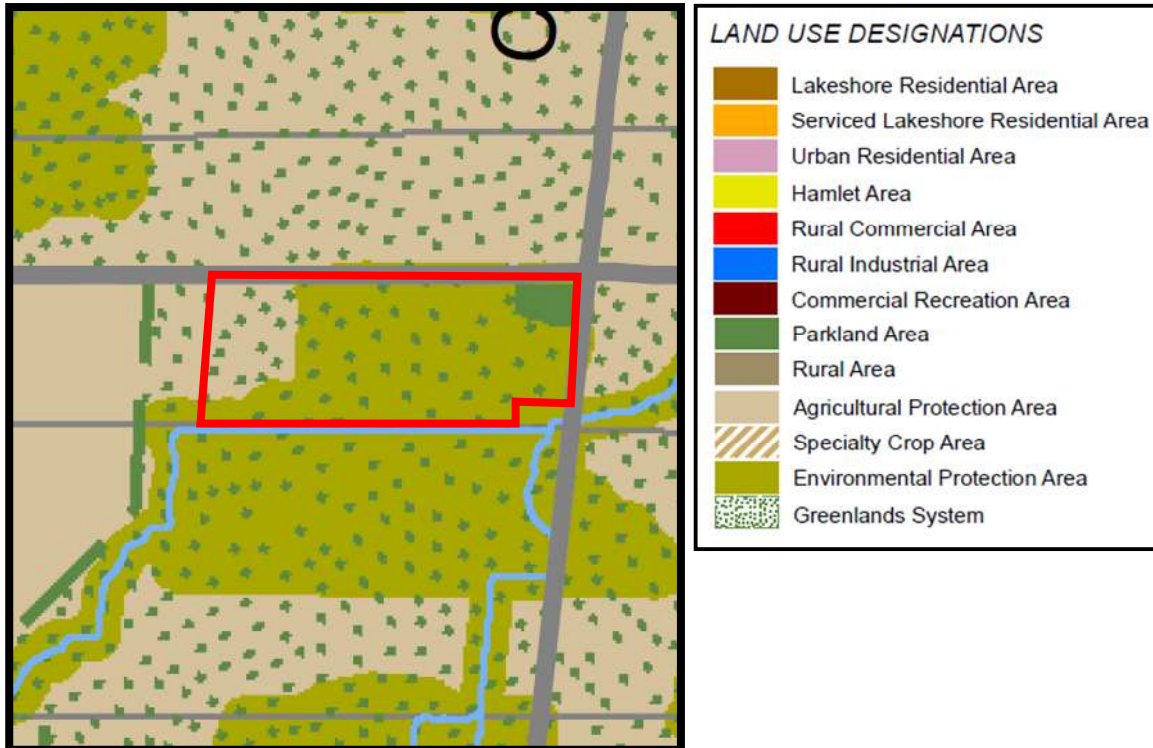 C
LAND USE DESIGNATIONS
Lakeshore Residential Area
Serviced Lakeshore Residential Area
Urban Residential Area
Hamlet Area
Rural Commercial Area
Rural Industrial Area
Commercial Recreation Area
Parkland Area
Rural Area
Agricultural Protection Area
Specialty Crop Area
Environmental Protection Area
Greenlands System